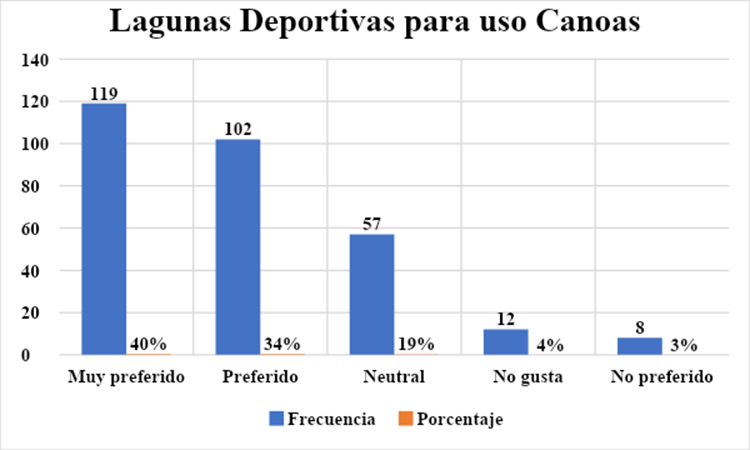 Lagunas Deportivas para uso Canoas
140
120
100
80
60
40
20
0
119
102
57
12
8
40%
34%
19%
4%
3%
Muy preferido
Preferido
Neutral
No gusta
No preferido
Frecuencia
Porcentaje